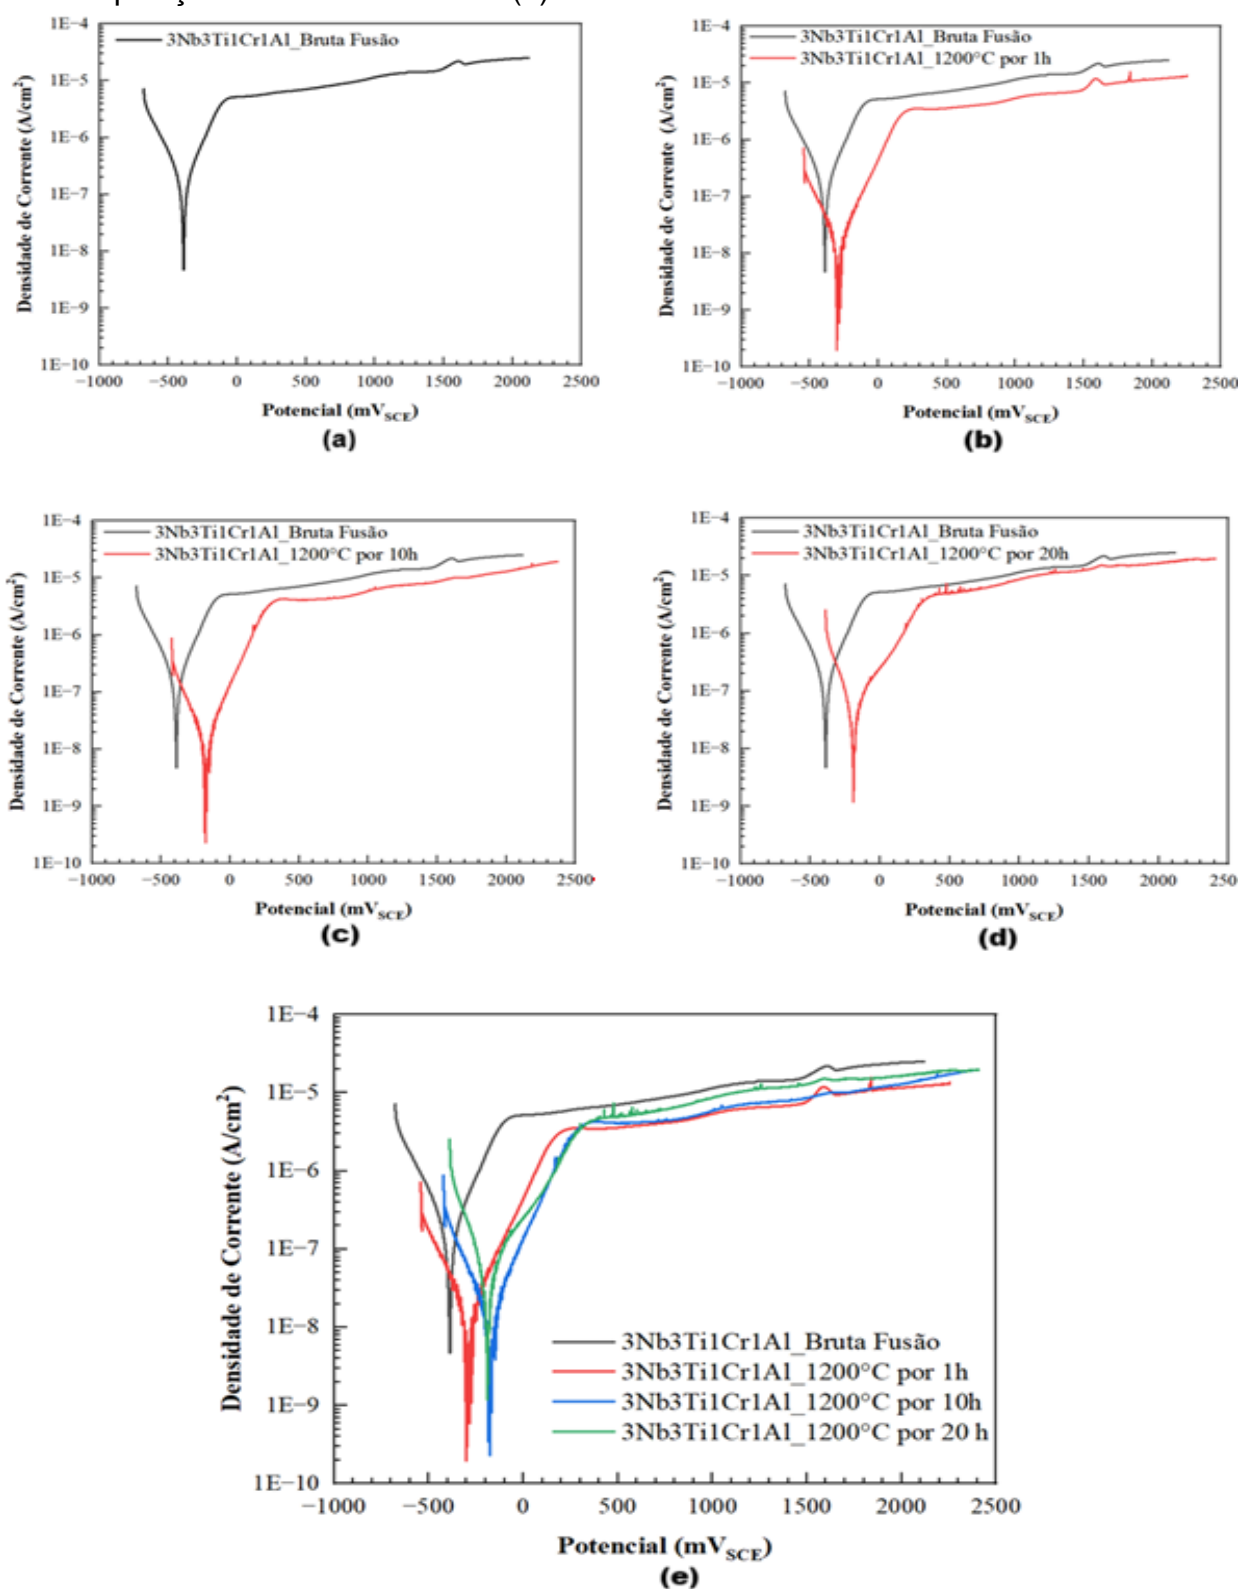 3Nb3Ti1Cr1Al_Bruta Fusão
1E−4
1E−5
1E−6
1E−7
1E−8
1E−9
1E−10
Densidade de Corrente (A/cm²)
−1000 −500 0 500 1000 1500 2000 2500
Potencial (mV_SCE)
(a)
3Nb3Ti1Cr1Al_Bruta Fusão
3Nb3Ti1Cr1Al_1200°C por 1h
1E−4
1E−5
1E−6
1E−7
1E−8
1E−9
1E−10
Densidade de Corrente (A/cm²)
−1000 −500 0 500 1000 1500 2000 2500
Potencial (mV_SCE)
(b)
3Nb3Ti1Cr1Al_Bruta Fusão
3Nb3Ti1Cr1Al_1200°C por 10h
1E−4
1E−5
1E−6
1E−7
1E−8
1E−9
1E−10
Densidade de Corrente (A/cm²)
−1000 −500 0 500 1000 1500 2000 2500
Potencial (mV_SCE)
(c)
3Nb3Ti1Cr1Al_Bruta Fusão
3Nb3Ti1Cr1Al_1200°C por 20h
1E−4
1E−5
1E−6
1E−7
1E−8
1E−9
1E−10
Densidade de Corrente (A/cm²)
−1000 −500 0 500 1000 1500 2000 250
Potencial (mV_SCE)
(d)
1E−4
1E−5
1E−6
1E−7
1E−8
1E−9
1E−10
Densidade de Corrente (A/cm²)
3Nb3Ti1Cr1Al_Bruta Fusão
3Nb3Ti1Cr1Al_1200°C por 1h
3Nb3Ti1Cr1Al_1200°C por 10h
3Nb3Ti1Cr1Al_1200°C por 20 h
−1000 −500 0 500 1000 1500 2000 2500
Potencial (mV_SCE)
(e)